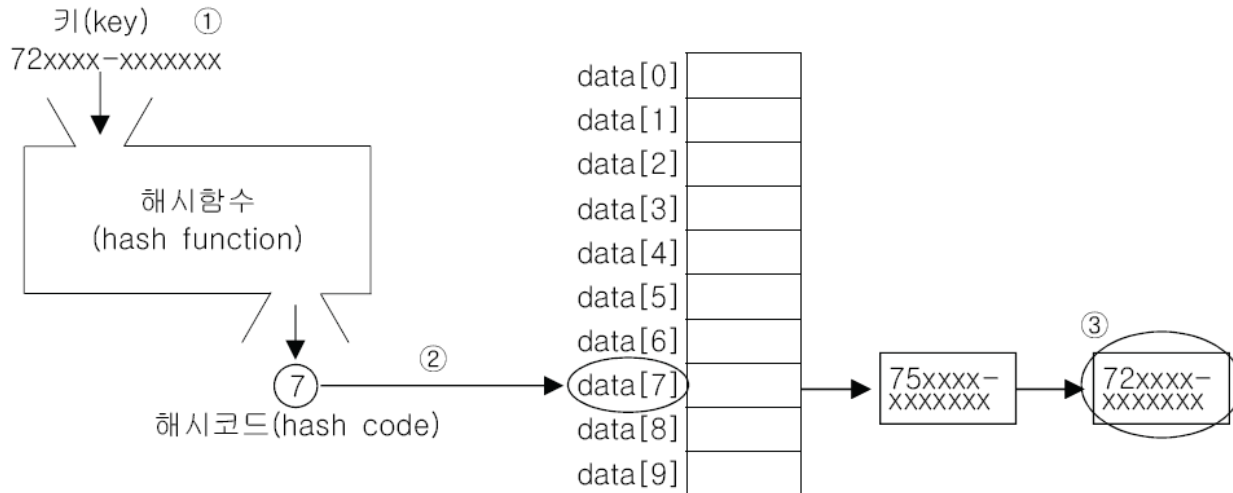 키(key) ①
72xxxx-xxxxxxx
해시함수
(hash function)
7
②
해시코드(hash code)
data[0]
data[1]
data[2]
data[3]
data[4]
data[5]
data[6]
data[7]
data[8]
data[9]
75xxxx-
xxxxxxx
③
72xxxx-
xxxxxxx